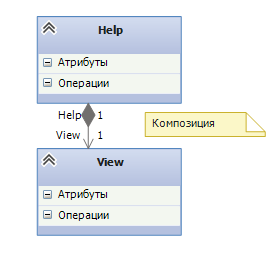 Help
Атрибуты
Операции
Help 1
View 1
Композиция
View
Атрибуты
Операции